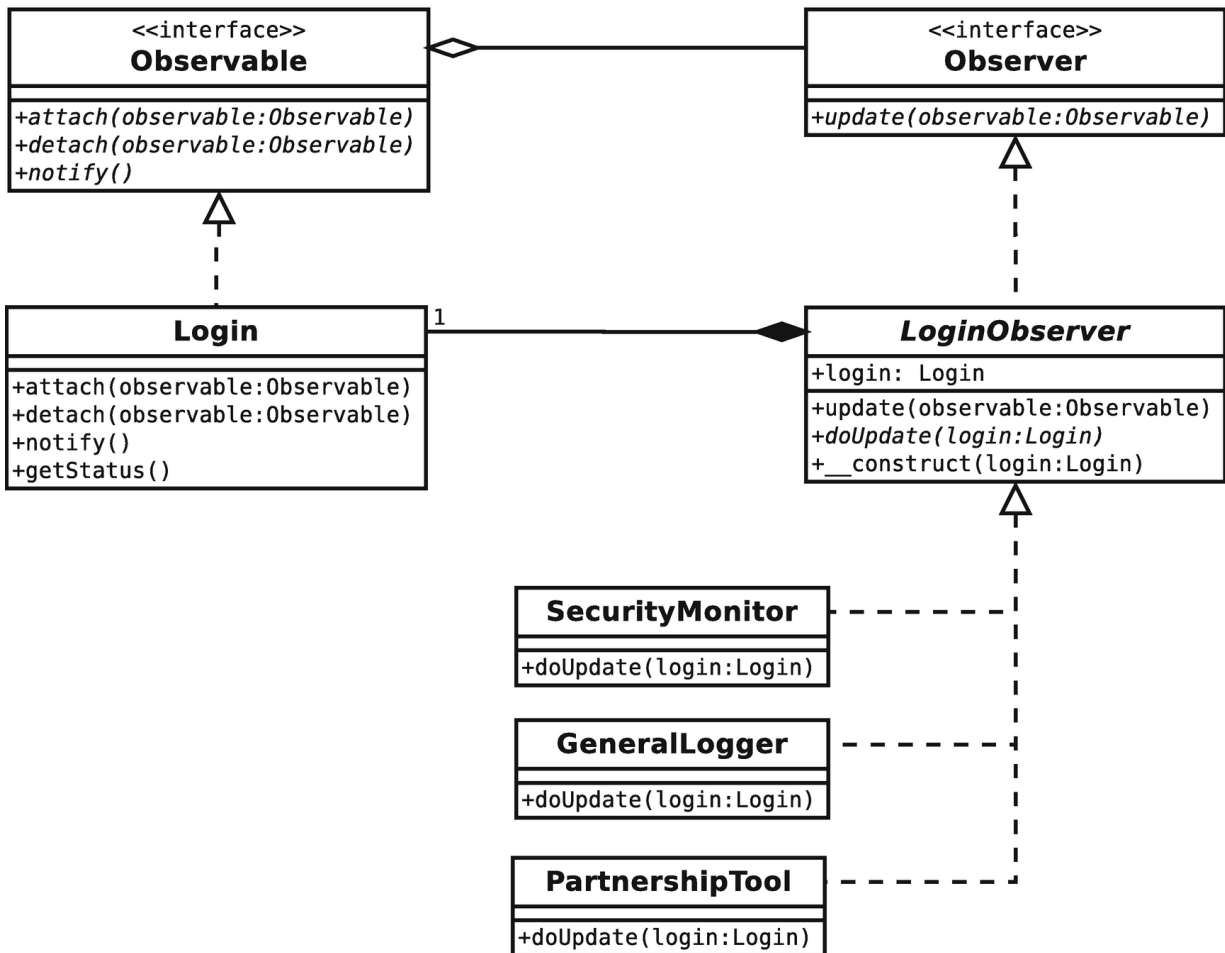 <<interface>>
Observable
+attach(observable:Observable)
+detach(observable:Observable)
+notify()
<<interface>>
Observer
+update(observable:Observable)
Login
+attach(observable:Observable)
+detach(observable:Observable)
+notify()
+getStatus()
1
LoginObserver
+login: Login
+update(observable:Observable)
+doUpdate(login:Login)
+__construct(login:Login)
SecurityMonitor
+doUpdate(login:Login)
GeneralLogger
+doUpdate(login:Login)
PartnershipTool
+doUpdate(login:Login)